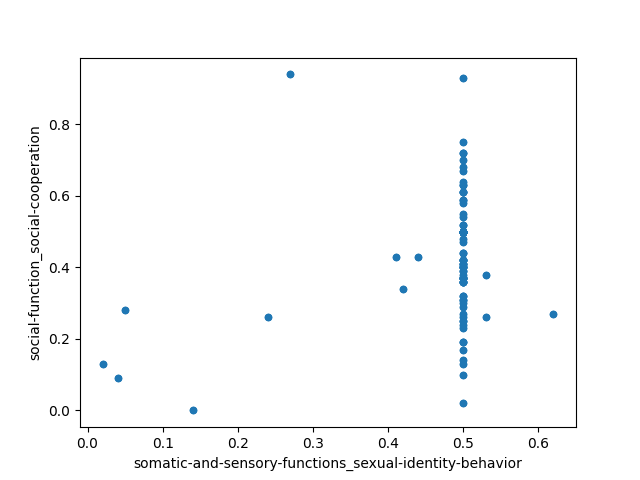 0.8
0.6
0.4
0.2
0.0
social-function_social-cooperation
0.0 0.1 0.2 0.3 0.4 0.5 0.6
somatic-and-sensory-functions_sexual-identity-behavior